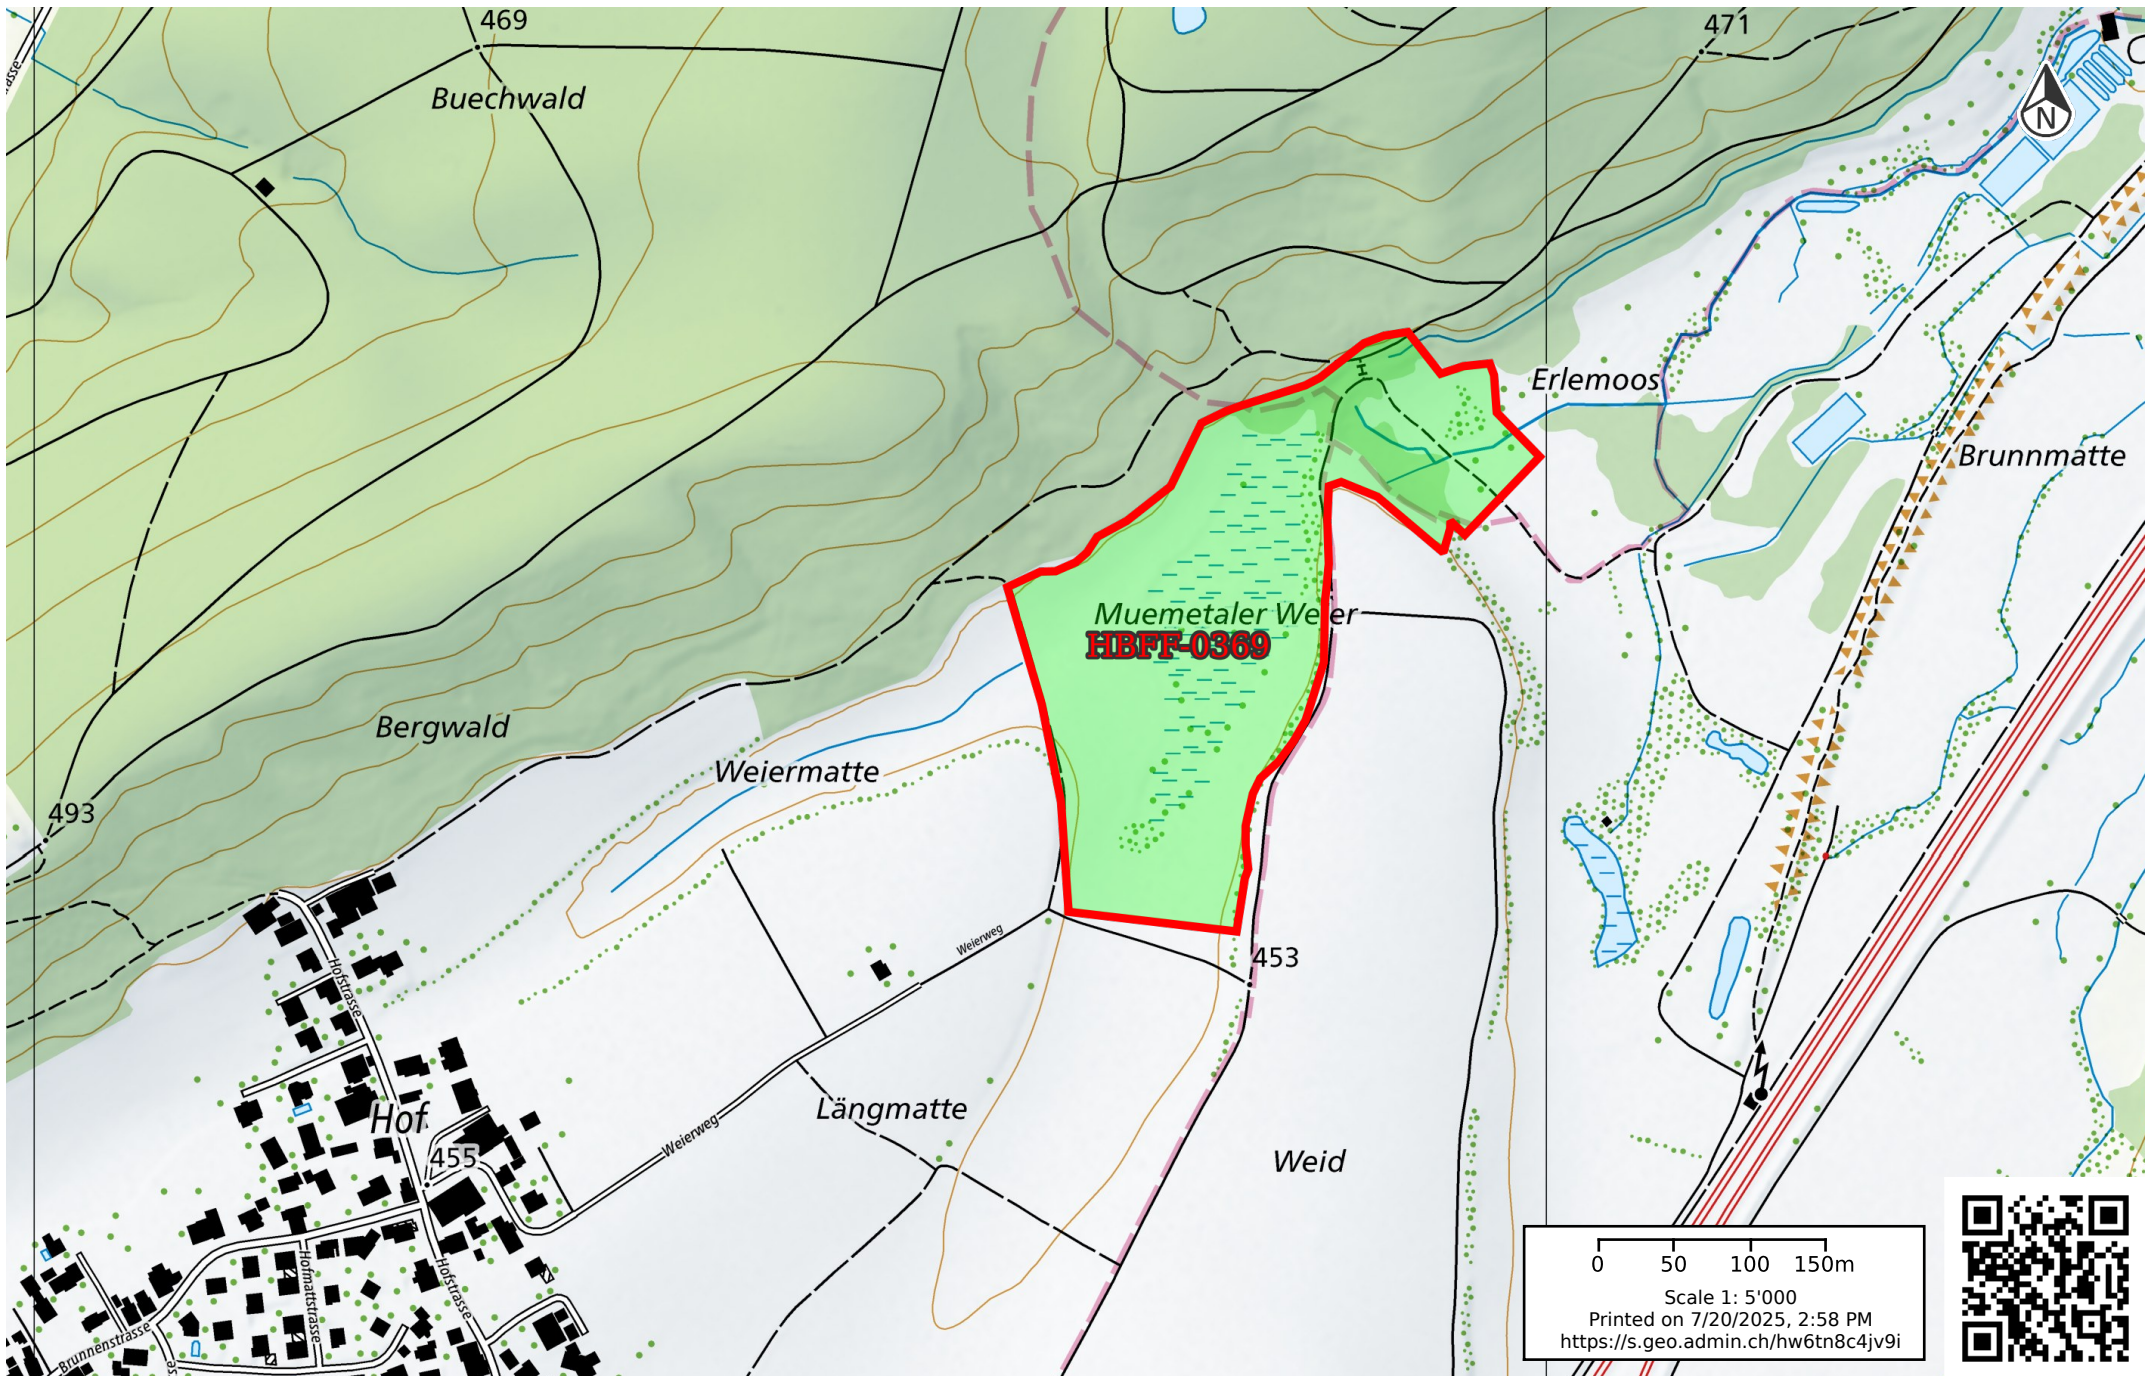 469
471
asse
Buechwald
N
Erlemoos
Brunnmatte
Muemetaler Weier
HBFF-0369
Bergwald
Weiermatte
493
Weierweg
453
Hofstrasse
Längmatte
Hof
Weierweg
455
Weid
Hofmattstrasse
Hofstrasse
Brunnenstrasse
se
0 50 100 150m
Scale 1: 5'000
Printed on 7/20/2025, 2:58 PM
https://s.geo.admin.ch/hw6tn8c4jv9i